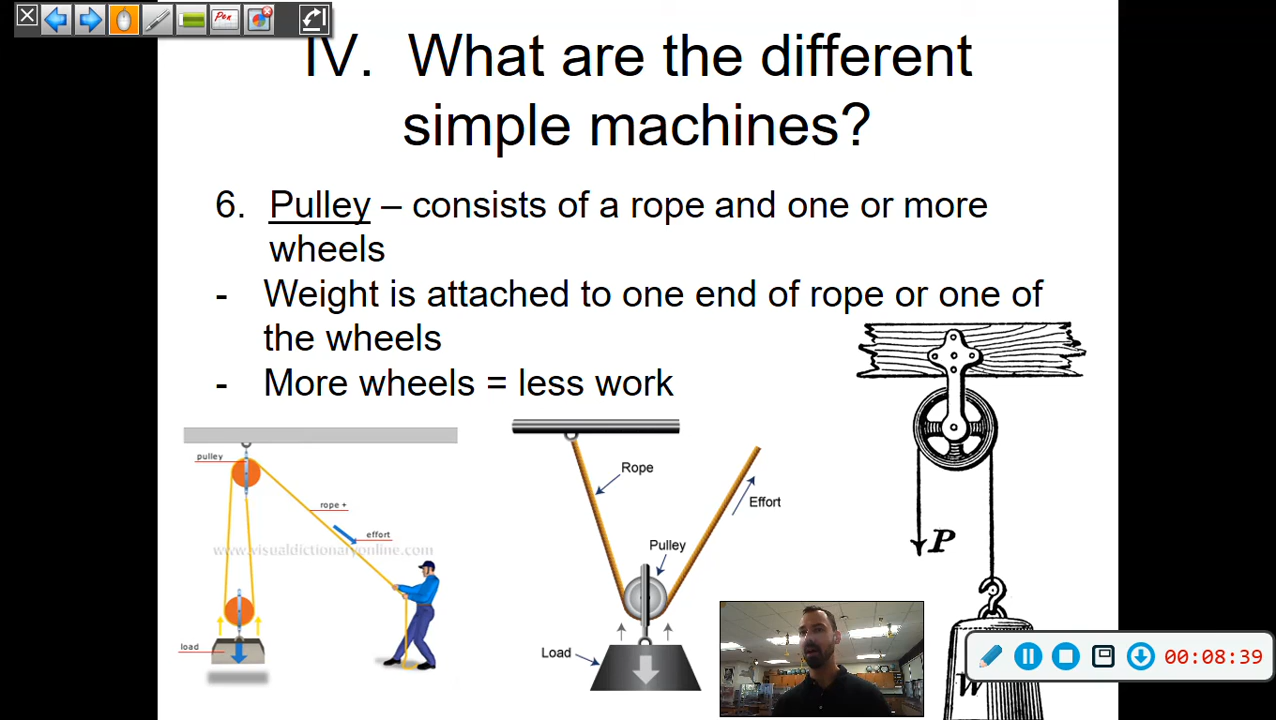 Pen
IV. What are the different
simple machines?
6. Pulley – consists of a rope and one or more
wheels
- Weight is attached to one end of rope or one of
the wheels
- More wheels = less work
pulley
rope +
effort
www.visualdictionaryonline.com
load
Rope
Effort
Pulley
Load
P
W
00:08:39